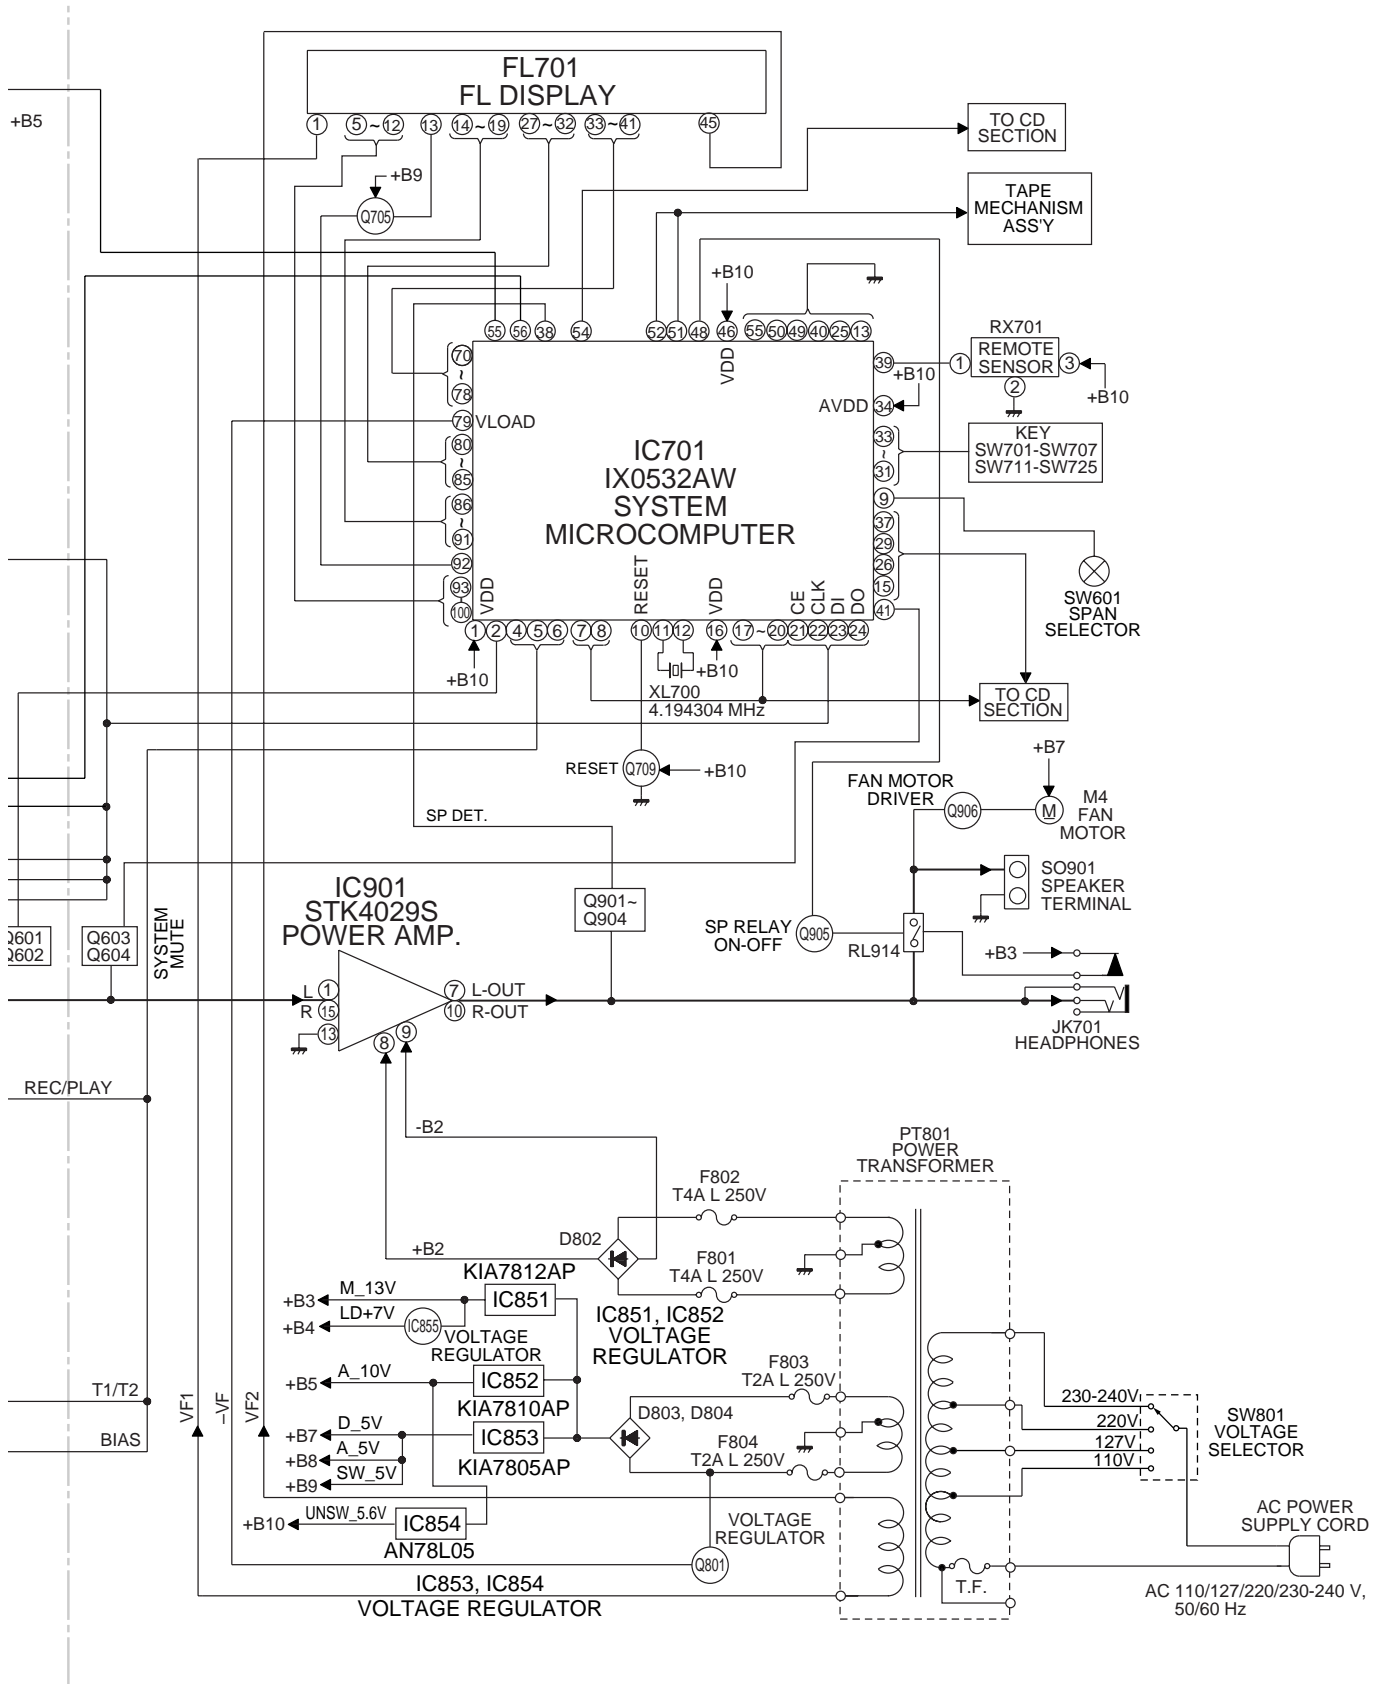 FL701
FL DISPLAY
+B5
1
5 ~ 12
13
14 ~ 19
27 ~ 32
33 ~ 41
45
TO CD
SECTION
+B9
Q705
TAPE
MECHANISM
ASS'Y
+B10
55
56
38
54
52
51
48
46
55
50
49
40
25
13
VDD
RX701
REMOTE
SENSOR
1
3
2
+B10
39
+B10
AVDD
34
70
~
78
79
VLOAD
80
~
85
86
~
91
92
93
100
VDD
IC701
IX0532AW
SYSTEM
MICROCOMPUTER
KEY
SW701-SW707
SW711-SW725
33
~
31
9
37
29
26
15
41
SW601
SPAN
SELECTOR
RESET
VDD
CE
CLK
DI
DO
1
2
4
5
6
7
8
10
11
12
16
17 ~ 20
21
22
23
24
+B10
+B10
XL700
4.194304 MHz
TO CD
SECTION
RESET
Q709
+B10
+B7
FAN MOTOR
DRIVER
Q906
M
M4
FAN
MOTOR
SP DET.
SO901
SPEAKER
TERMINAL
IC901
STK4029S
POWER AMP.
Q901~
Q904
SP RELAY
ON-OFF
Q905
RL914
+B3
Q601
Q602
Q603
Q604
SYSTEM
MUTE
L
1
R
15
13
7
L-OUT
10
R-OUT
8
9
JK701
HEADPHONES
REC/PLAY
-B2
PT801
POWER
TRANSFORMER
F802
T4A L 250V
+B2
D802
F801
T4A L 250V
KIA7812AP
M_13V
+B3
IC851
LD+7V
+B4
IC855
VOLTAGE
REGULATOR
IC851, IC852
VOLTAGE
REGULATOR
F803
T2A L 250V
A_10V
+B5
IC852
KIA7810AP
T1/T2
VF1
–VF
VF2
D803, D804
230-240V
220V
127V
110V
SW801
VOLTAGE
SELECTOR
D_5V
+B7
IC853
KIA7805AP
A_5V
+B8
SW_5V
+B9
F804
T2A L 250V
BIAS
UNSW_5.6V
+B10
IC854
AN78L05
VOLTAGE
REGULATOR
Q801
AC POWER
SUPPLY CORD
T.F.
IC853, IC854
VOLTAGE REGULATOR
AC 110/127/220/230-240 V,
50/60 Hz